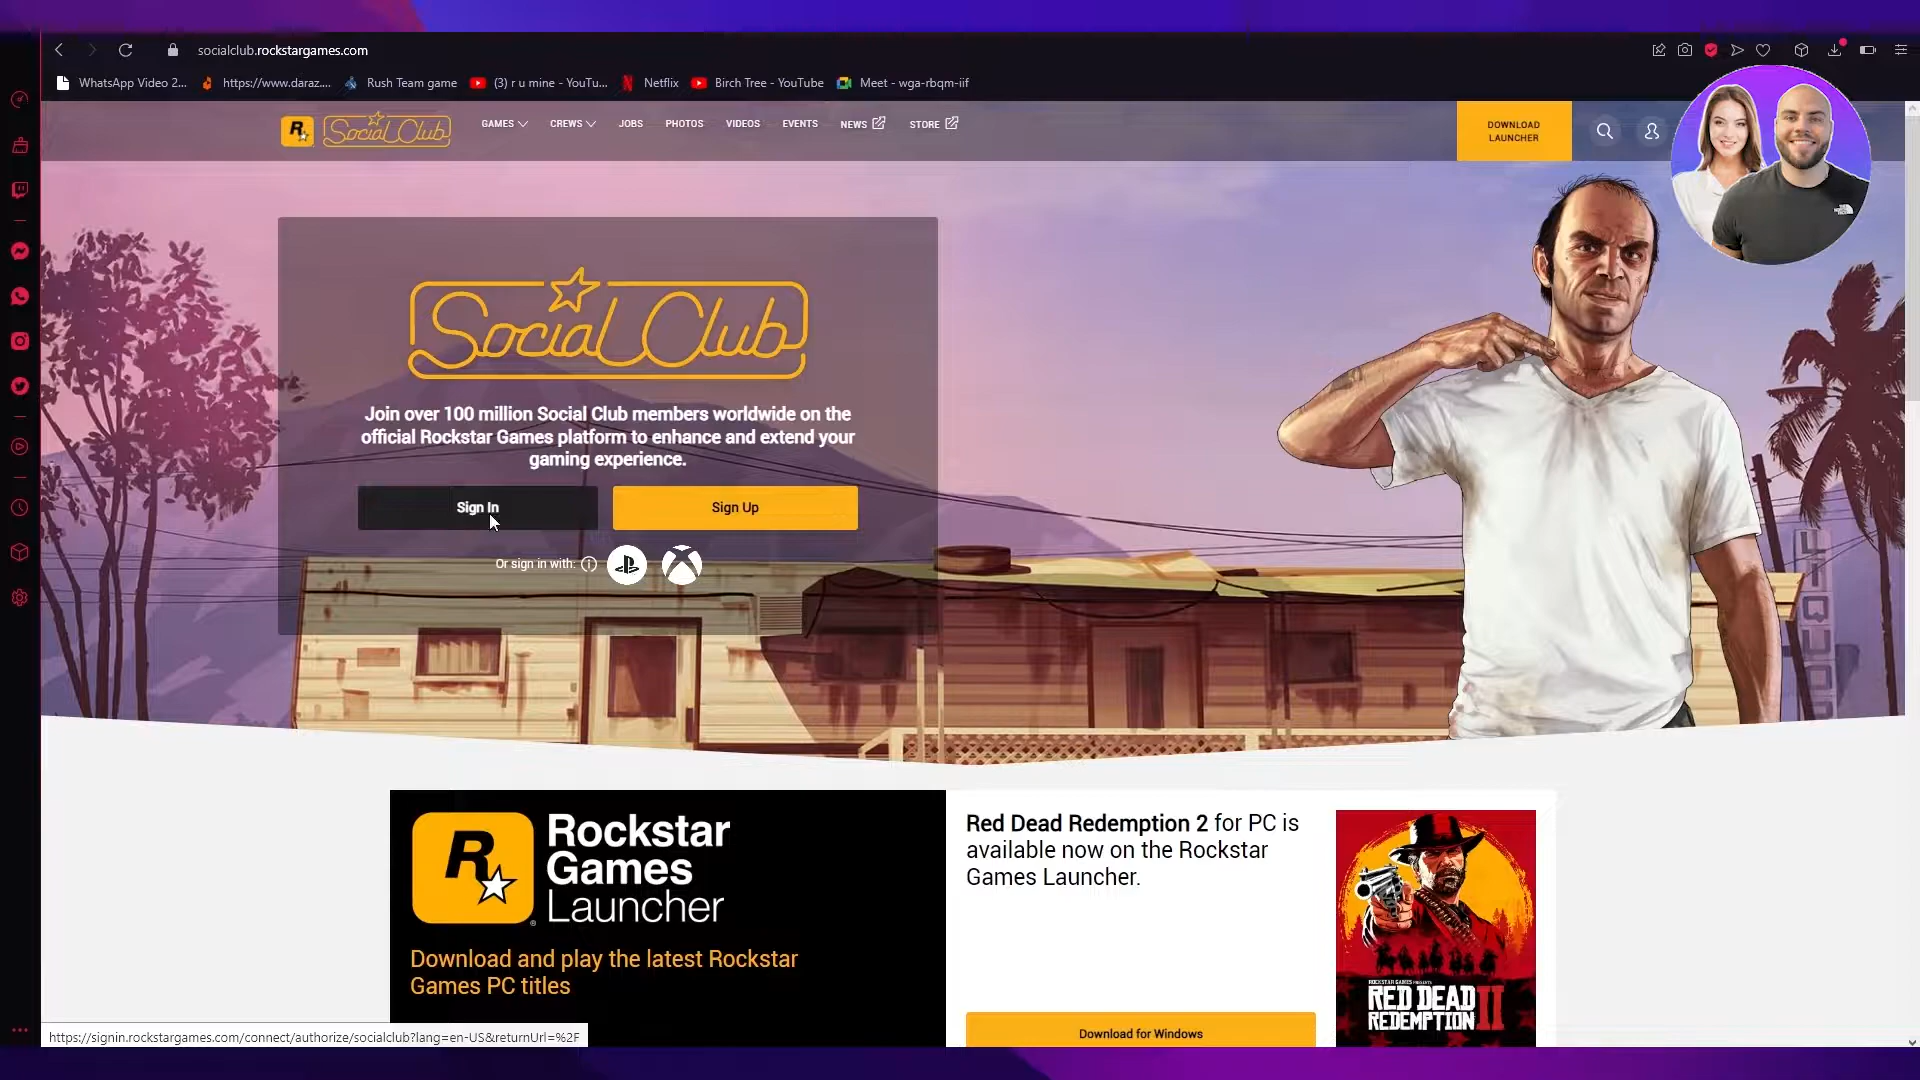 socialclub.rockstargames.com
WhatsApp Video 2...
https://www.daraz....
Rush Team game
(3) r u mine - YouTu...
Netflix
Birch Tree - YouTube
Meet - wga-rbqm-iif
R
Social Club
GAMES
CREWS
JOBS
PHOTOS
VIDEOS
EVENTS
NEWS
STORE
DOWNLOAD
LAUNCHER
Social Club
Join over 100 million Social Club members worldwide on the
official Rockstar Games platform to enhance and extend your
gaming experience.
Sign In
Sign Up
Or sign in with:
R
Rockstar
Games
Launcher
Download and play the latest Rockstar
Games PC titles
Red Dead Redemption 2 for PC is
available now on the Rockstar
Games Launcher.
Download for Windows
ROCKSTAR GAMES PRESENTS
RED DEAD
REDEMPTION II
https://signin.rockstargames.com/connect/authorize/socialclub?lang=en-US&returnUrl=%2F